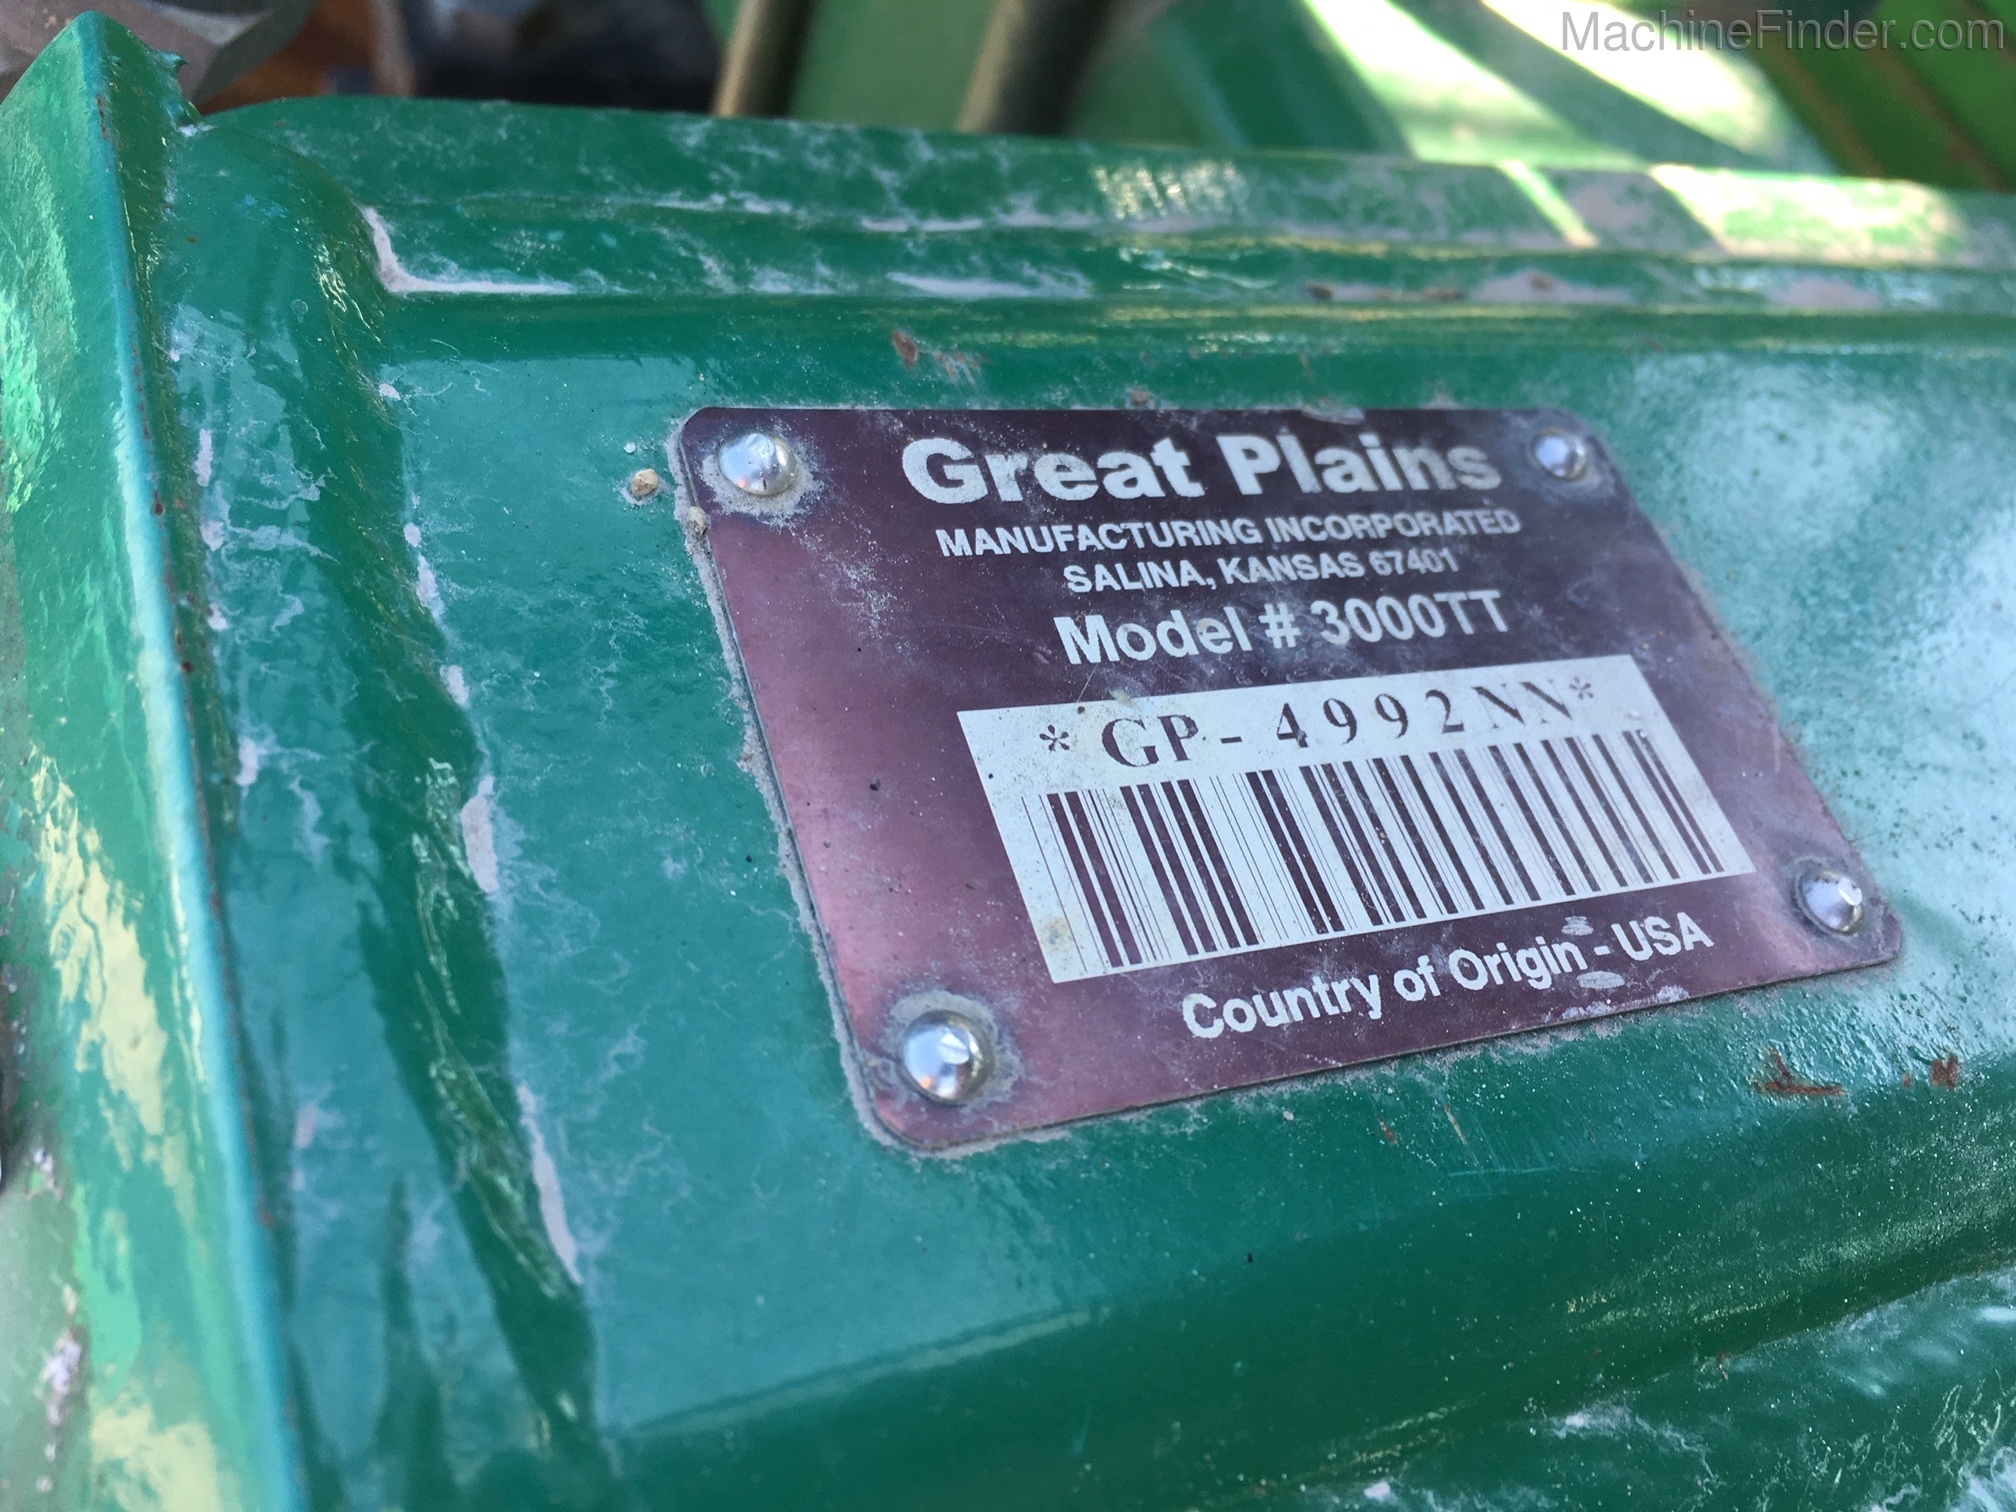 MachineFinder.com
Great Plains
MANUFACTURING INCORPORATED
SALINA, KANSAS 67401
Model # 3000TT
*GP-4992NN*
Country of Origin - USA